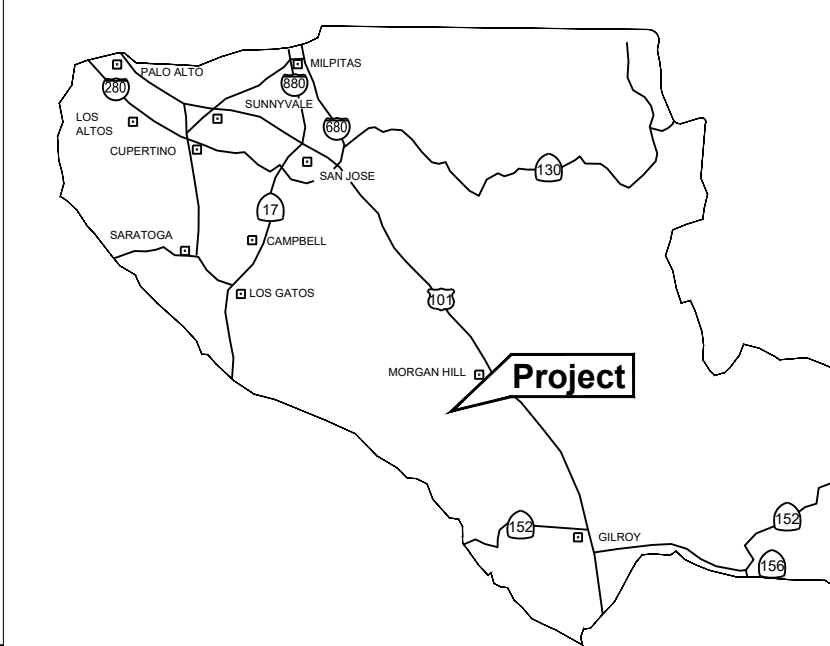 MILPITAS
PALO ALTO
280
880
SUNNYVALE
LOS
ALTOS
680
CUPERTINO
130
SAN JOSE
17
SARATOGA
CAMPBELL
LOS GATOS
101
MORGAN HILL
Project
152
GILROY
152
156